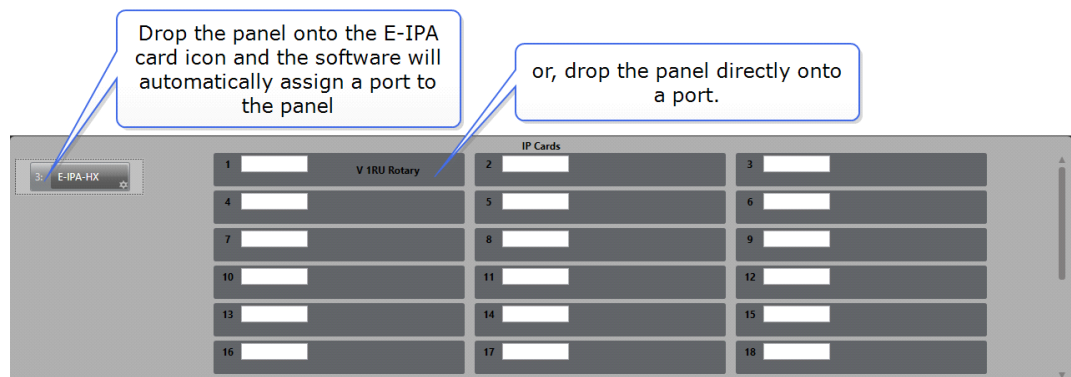 Drop the panel onto the E-IPA
card icon and the software will
automatically assign a port to
the panel
or, drop the panel directly onto
a port.
IP Cards
3: E-IPA-HX
1 V 1RU Rotary 2 3
4 5 6
7 8 9
10 11 12
13 14 15
16 17 18